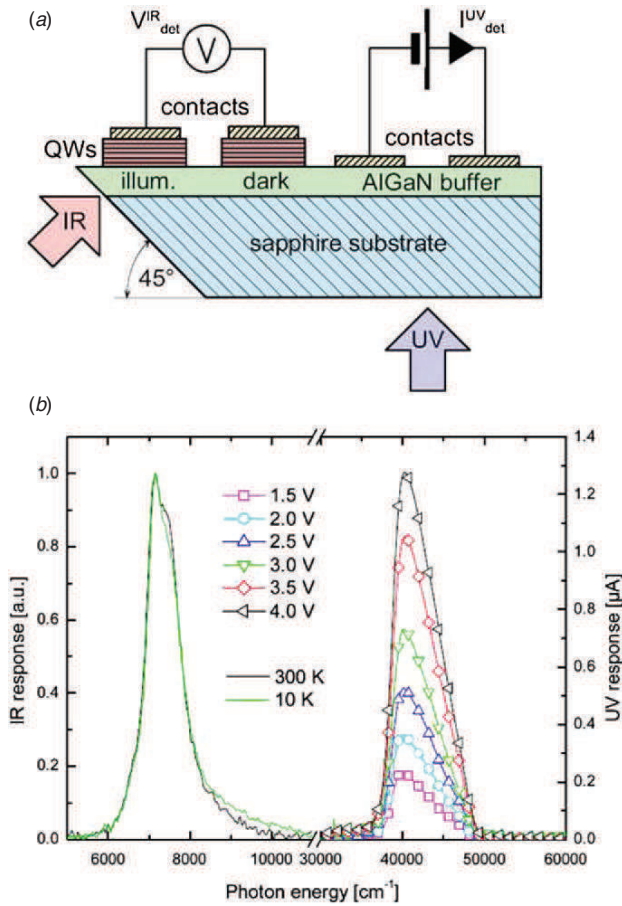 (a)
V^IR_det
I^UV_det
V
contacts
contacts
QWs
illum.
dark
AlGaN buffer
IR
sapphire substrate
45°
UV
(b)
1.4
1.0
1.2
0.8
1.0
0.6
0.8
0.4
0.6
0.4
0.2
0.2
0.0
0.0
1.5 V
2.0 V
2.5 V
3.0 V
3.5 V
4.0 V
300 K
10 K
IR response [a.u.]
UV response [µA]
6000 8000 10000 30000 40000 50000 60000
Photon energy [cm⁻¹]